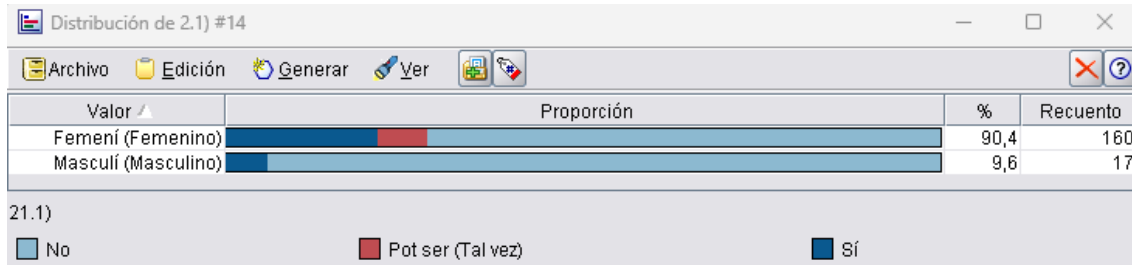 Distribución de 2.1) #14
Archivo Edición Generar Ver
Valor Proporción % Recuento
Femení (Femenino) 90,4 160
Masculí (Masculino) 9,6 17
21.1)
No Pot ser (Tal vez) Sí